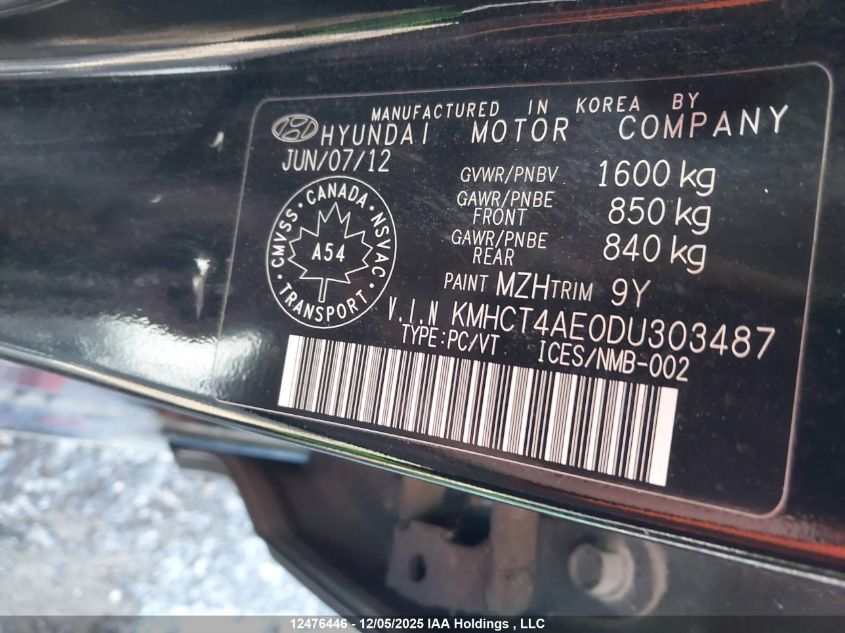 MANUFACTURED IN KOREA BY
HYUNDAI MOTOR COMPANY
JUN/07/12
GVWR/PNBV 1600 kg
GAWR/PNBE FRONT 850 kg
GAWR/PNBE REAR 840 kg
CMVSS · CANADA · NSVAC · TRANSPORT ·
A54
PAINT MZH TRIM 9Y
V.I.N KMHCT4AE0DU303487
TYPE:PC/VT ICES/NMB-002
12476446 - 12/05/2025 IAA Holdings , LLC